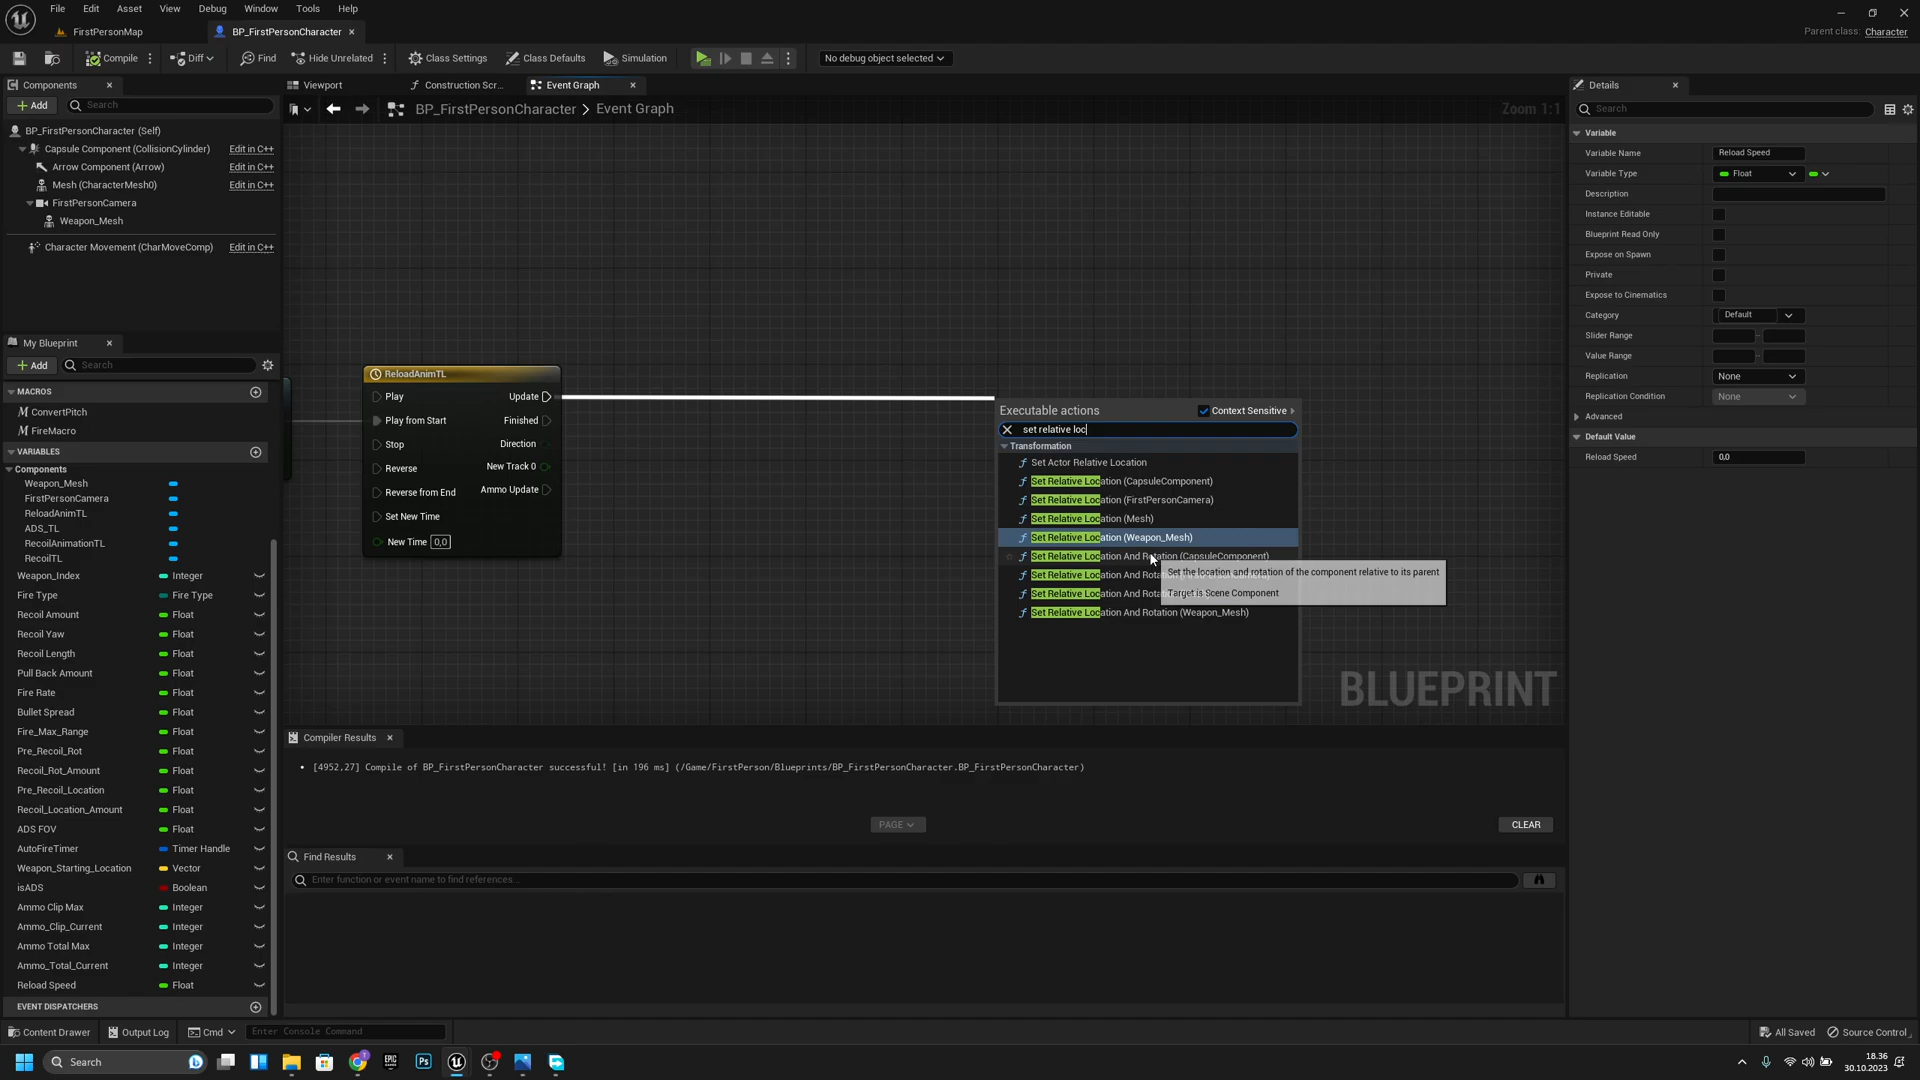 File Edit Asset View Debug Window Tools Help
FirstPersonMap
BP_FirstPersonCharacter
Parent class: Character
Compile
Diff
Find
Hide Unrelated
Class Settings
Class Defaults
Simulation
No debug object selected
Components
Add
Search
BP_FirstPersonCharacter (Self)
Capsule Component (CollisionCylinder) Edit in C++
Arrow Component (Arrow) Edit in C++
Mesh (CharacterMesh0) Edit in C++
FirstPersonCamera
Weapon_Mesh
Character Movement (CharMoveComp) Edit in C++
My Blueprint
Add
Search
MACROS
ConvertPitch
FireMacro
VARIABLES
Components
Weapon_Mesh
FirstPersonCamera
ReloadAnimTL
ADS_TL
RecoilAnimationTL
RecoilTL
Weapon_Index Integer
Fire Type Fire Type
Recoil Amount Float
Recoil Yaw Float
Recoil Length Float
Pull Back Amount Float
Fire Rate Float
Bullet Spread Float
Fire_Max_Range Float
Pre_Recoil_Rot Float
Recoil_Rot_Amount Float
Pre_Recoil_Location Float
Recoil_Location_Amount Float
ADS FOV Float
AutoFireTimer Timer Handle
Weapon_Starting_Location Vector
isADS Boolean
Ammo Clip Max Integer
Ammo_Clip_Current Integer
Ammo Total Max Integer
Ammo_Total_Current Integer
Reload Speed Float
EVENT DISPATCHERS
Viewport
Construction Scr...
Event Graph
BP_FirstPersonCharacter > Event Graph
Zoom 1:1
ReloadAnimTL
Play Update
Play from Start Finished
Stop Direction
Reverse New Track 0
Reverse from End Ammo Update
Set New Time
New Time 0,0
Executable actions
Context Sensitive
set relative loc
Transformation
Set Actor Relative Location
Set Relative Location (CapsuleComponent)
Set Relative Location (FirstPersonCamera)
Set Relative Location (Mesh)
Set Relative Location (Weapon_Mesh)
Set Relative Location And Rotation (CapsuleComponent)
Set Relative Location And Rotati
Set the location and rotation of the component relative to its parent
Set Relative Location And Rotat
Target is Scene Component
Set Relative Location And Rotation (Weapon_Mesh)
BLUEPRINT
Compiler Results
[4952,27] Compile of BP_FirstPersonCharacter successful! [in 196 ms] (/Game/FirstPerson/Blueprints/BP_FirstPersonCharacter.BP_FirstPersonCharacter)
PAGE
CLEAR
Find Results
Enter function or event name to find references...
Details
Search
Variable
Variable Name Reload Speed
Variable Type Float
Description
Instance Editable
Blueprint Read Only
Expose on Spawn
Private
Expose to Cinematics
Category Default
Slider Range
Value Range
Replication None
Replication Condition None
Advanced
Default Value
Reload Speed 0,0
Content Drawer
Output Log
Cmd
Enter Console Command
All Saved
Source Control
Search
EPIC
Ps
18.36
30.10.2023